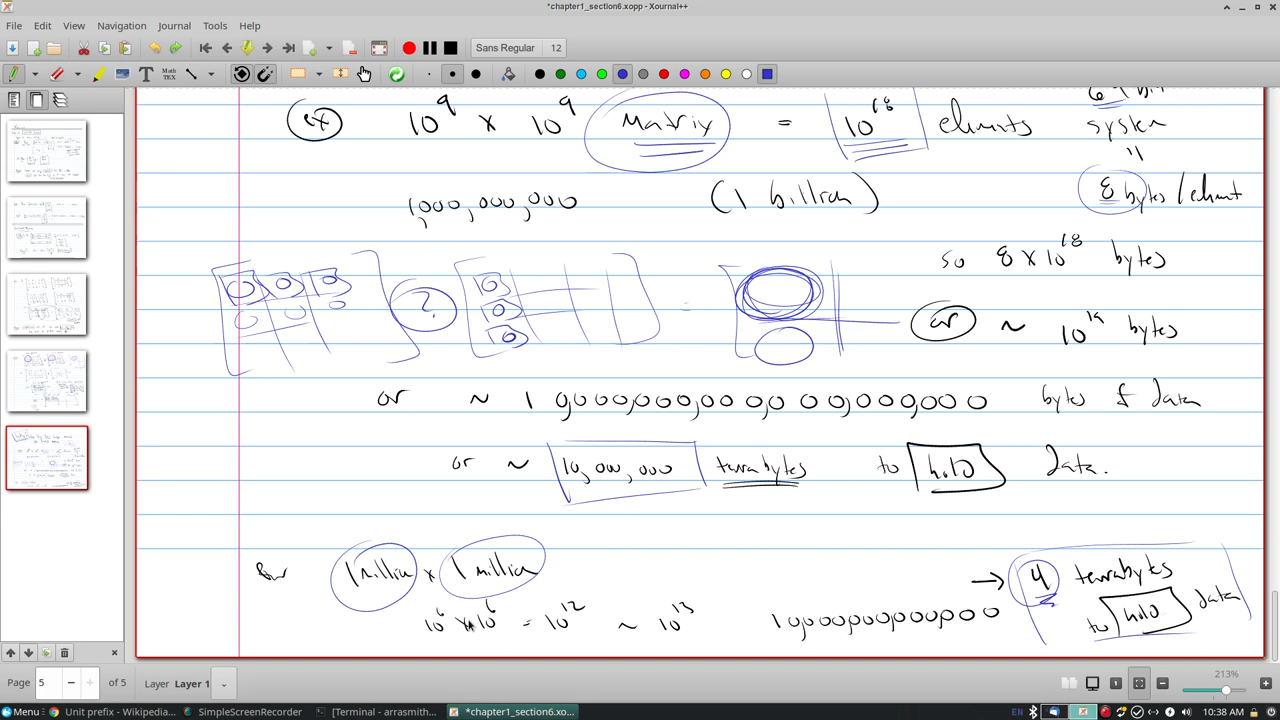 *chapter1_section6.xopp - Xournal++
File Edit View Navigate Journal Tools Help
Sans Regular 12
ex 10^9 x 10^9 Matrix = 10^18 elements
64 bit
system
=
1,000,000,000 (1 billion) 8 bytes/element
so 8 x 10^18 bytes
? =
or ~ 10^19 bytes
or ~ 10,000,000,000,000,000,000 bytes of data
or ~ 10,000,000 terabytes to hold data.
for 1 million x 1 million → 4 terabytes
10^6 x 10^6 = 10^12 ~ 10^13 10,000,000,000,000 to hold data
Page 5 of 5 Layer Layer 1 213%
Menu Unit prefix - Wikipedia... SimpleScreenRecorder [Terminal - arrasmith... *chapter1_section6.xo... EN 10:38 AM